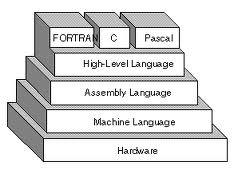 FORTRAN C Pascal
High-Level Language
Assembly Language
Machine Language
Hardware